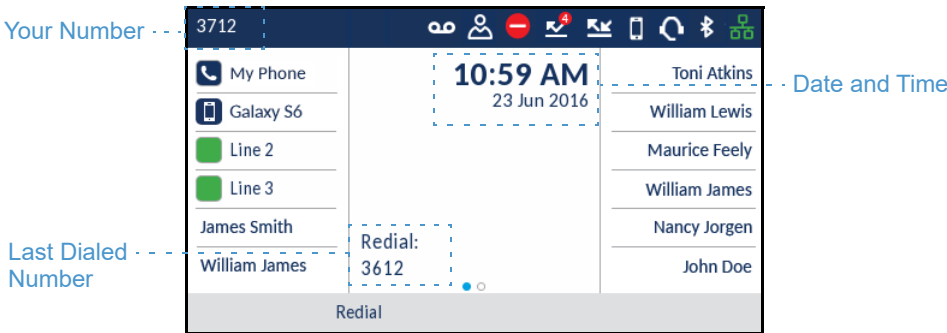 Your Number
3712
4
My Phone
Galaxy S6
Line 2
Line 3
James Smith
William James
10:59 AM
23 Jun 2016
Redial:
3612
Toni Atkins
William Lewis
Maurice Feely
William James
Nancy Jorgen
John Doe
Redial
Date and Time
Last Dialed
Number